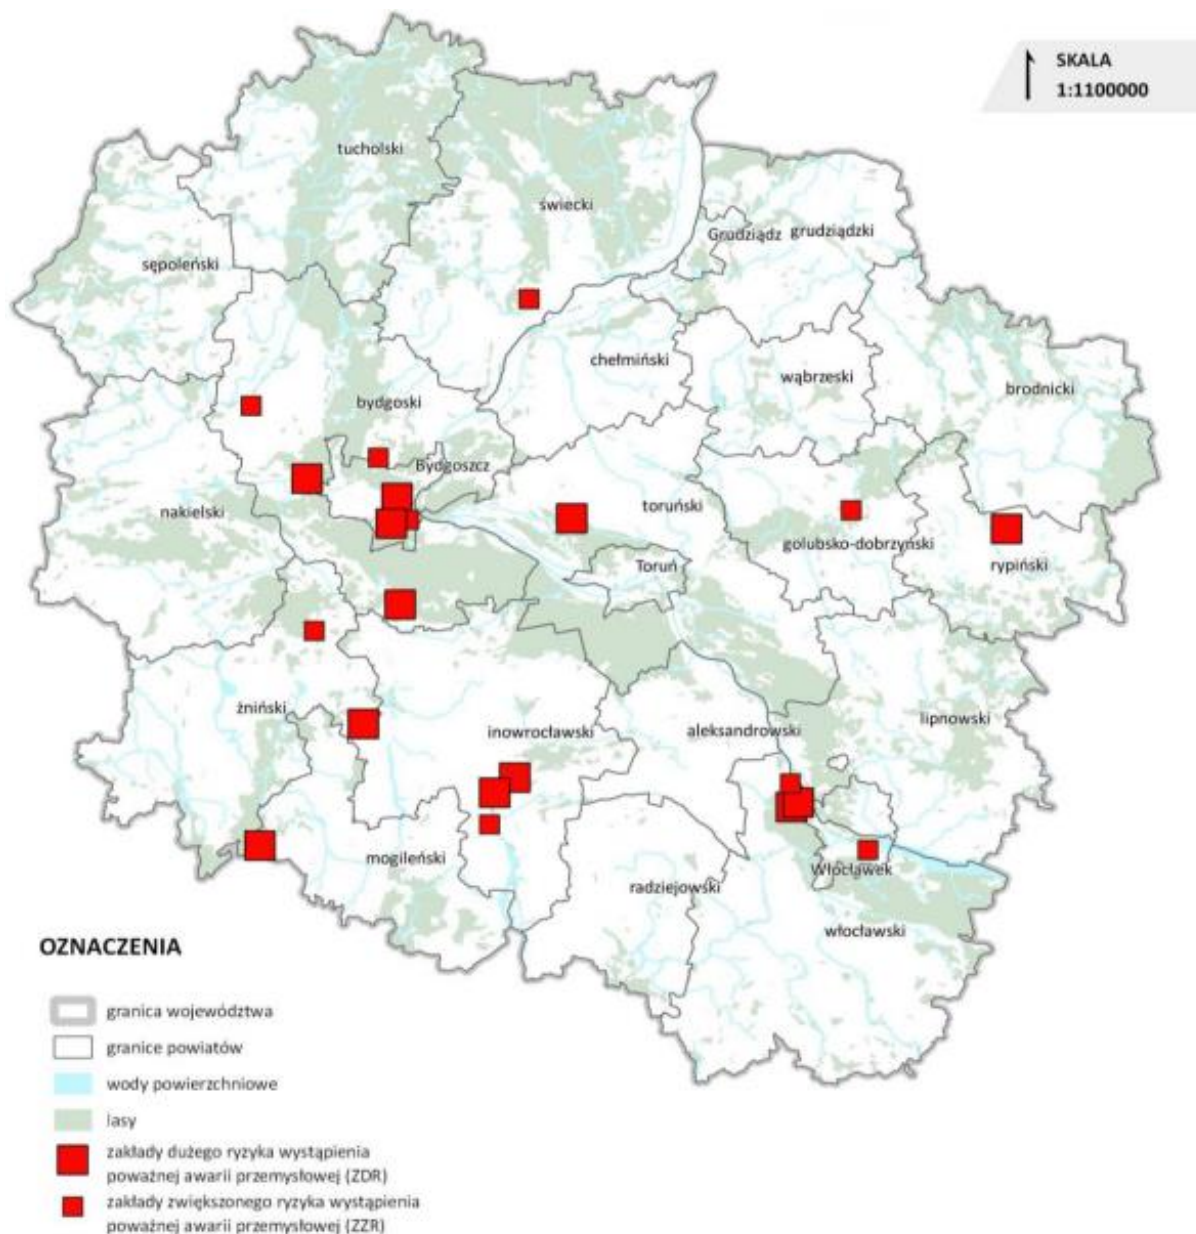 SKALA
1:1100000
tucholski
świecki
Grudziądz
grudziądzki
sępoleński
chełmiński
wąbrzeski
brodnicki
bydgoski
Bydgoszcz
nakielski
toruński
golubsko-dobrzyński
Toruń
rypiński
żniński
inowrocławski
aleksandrowski
lipnowski
mogileński
radziejowski
Włocławek
włocławski
OZNACZENIA
granica województwa
granice powiatów
wody powierzchniowe
lasy
zakłady dużego ryzyka wystąpienia
poważnej awarii przemysłowej (ZDR)
zakłady zwiększonego ryzyka wystąpienia
poważnej awarii przemysłowej (ZZR)